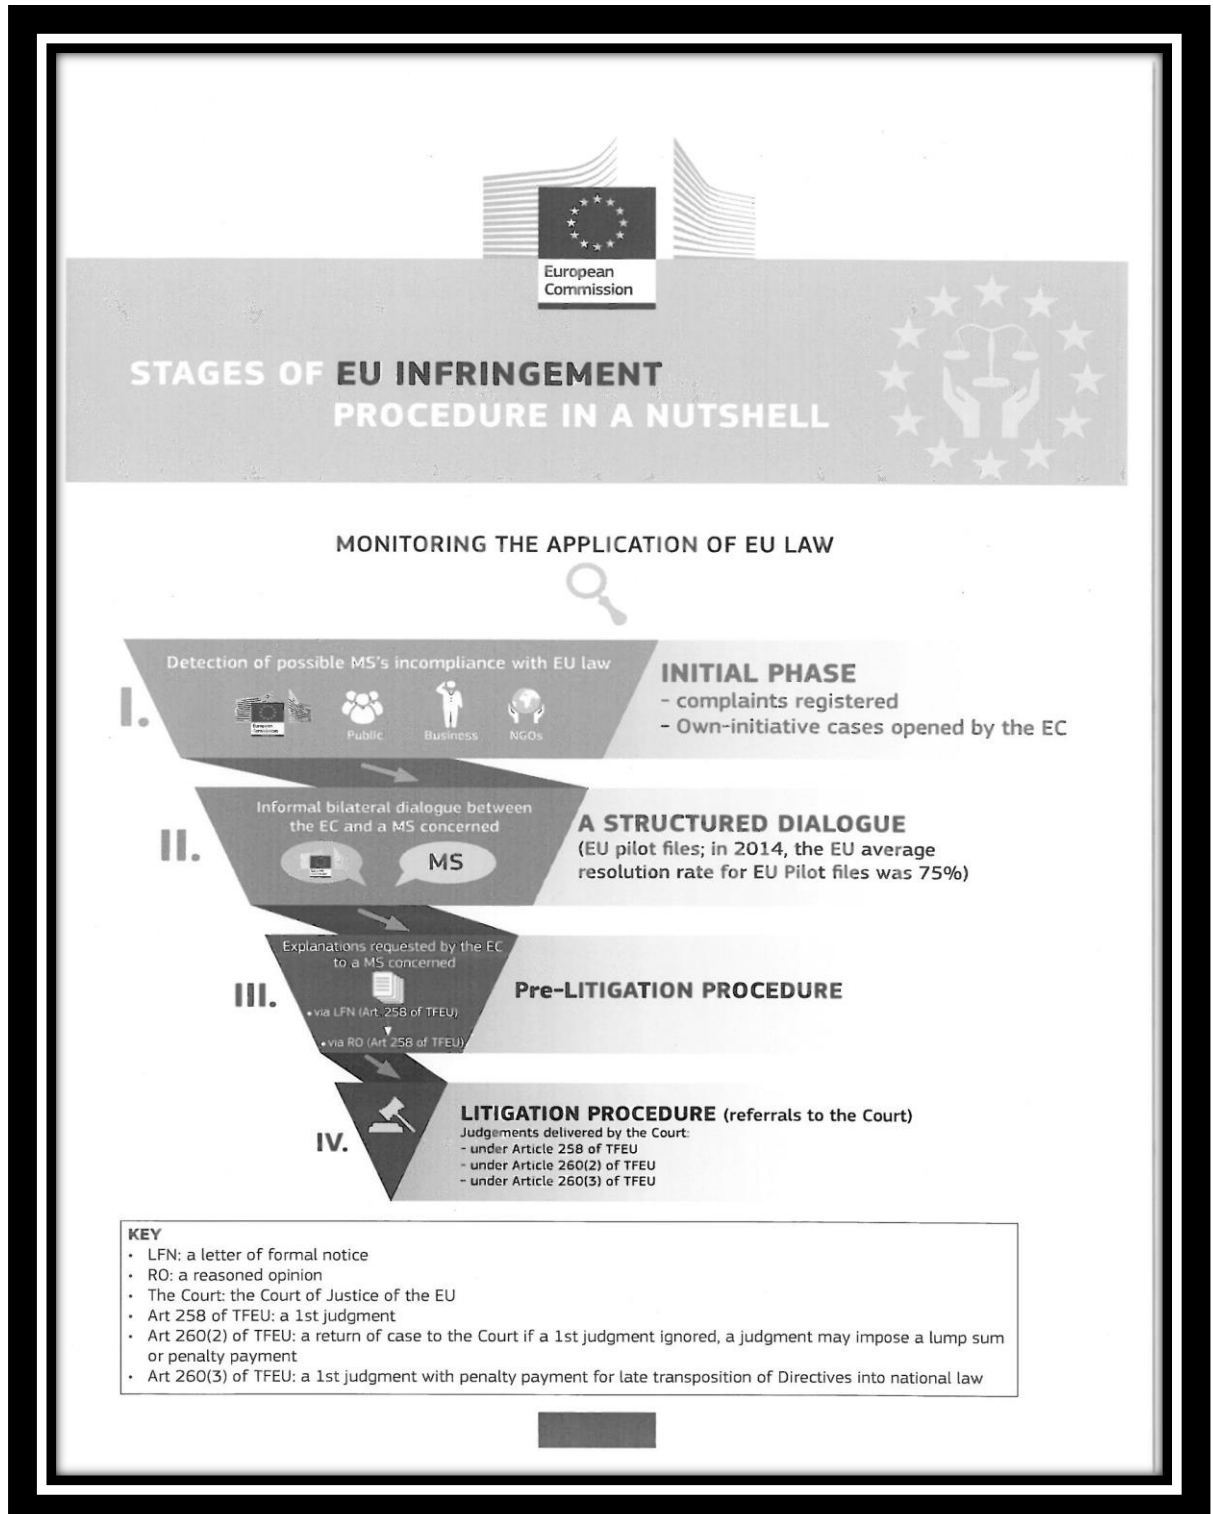 European
Commission
STAGES OF EU INFRINGEMENT
PROCEDURE IN A NUTSHELL
MONITORING THE APPLICATION OF EU LAW
I.
Detection of possible MS's incompliance with EU law
Public
Business
NGOs
INITIAL PHASE
- complaints registered
- Own-initiative cases opened by the EC
II.
Informal bilateral dialogue between
the EC and a MS concerned
MS
A STRUCTURED DIALOGUE
(EU pilot files; in 2014, the EU average
resolution rate for EU Pilot files was 75%)
III.
Explanations requested by the EC
to a MS concerned
• via LFN (Art. 258 of TFEU)
• via RO (Art 258 of TFEU)
Pre-LITIGATION PROCEDURE
IV.
LITIGATION PROCEDURE (referrals to the Court)
Judgements delivered by the Court:
- under Article 258 of TFEU
- under Article 260(2) of TFEU
- under Article 260(3) of TFEU
KEY
• LFN: a letter of formal notice
• RO: a reasoned opinion
• The Court: the Court of Justice of the EU
• Art 258 of TFEU: a 1st judgment
• Art 260(2) of TFEU: a return of case to the Court if a 1st judgment ignored, a judgment may impose a lump sum
or penalty payment
• Art 260(3) of TFEU: a 1st judgment with penalty payment for late transposition of Directives into national law